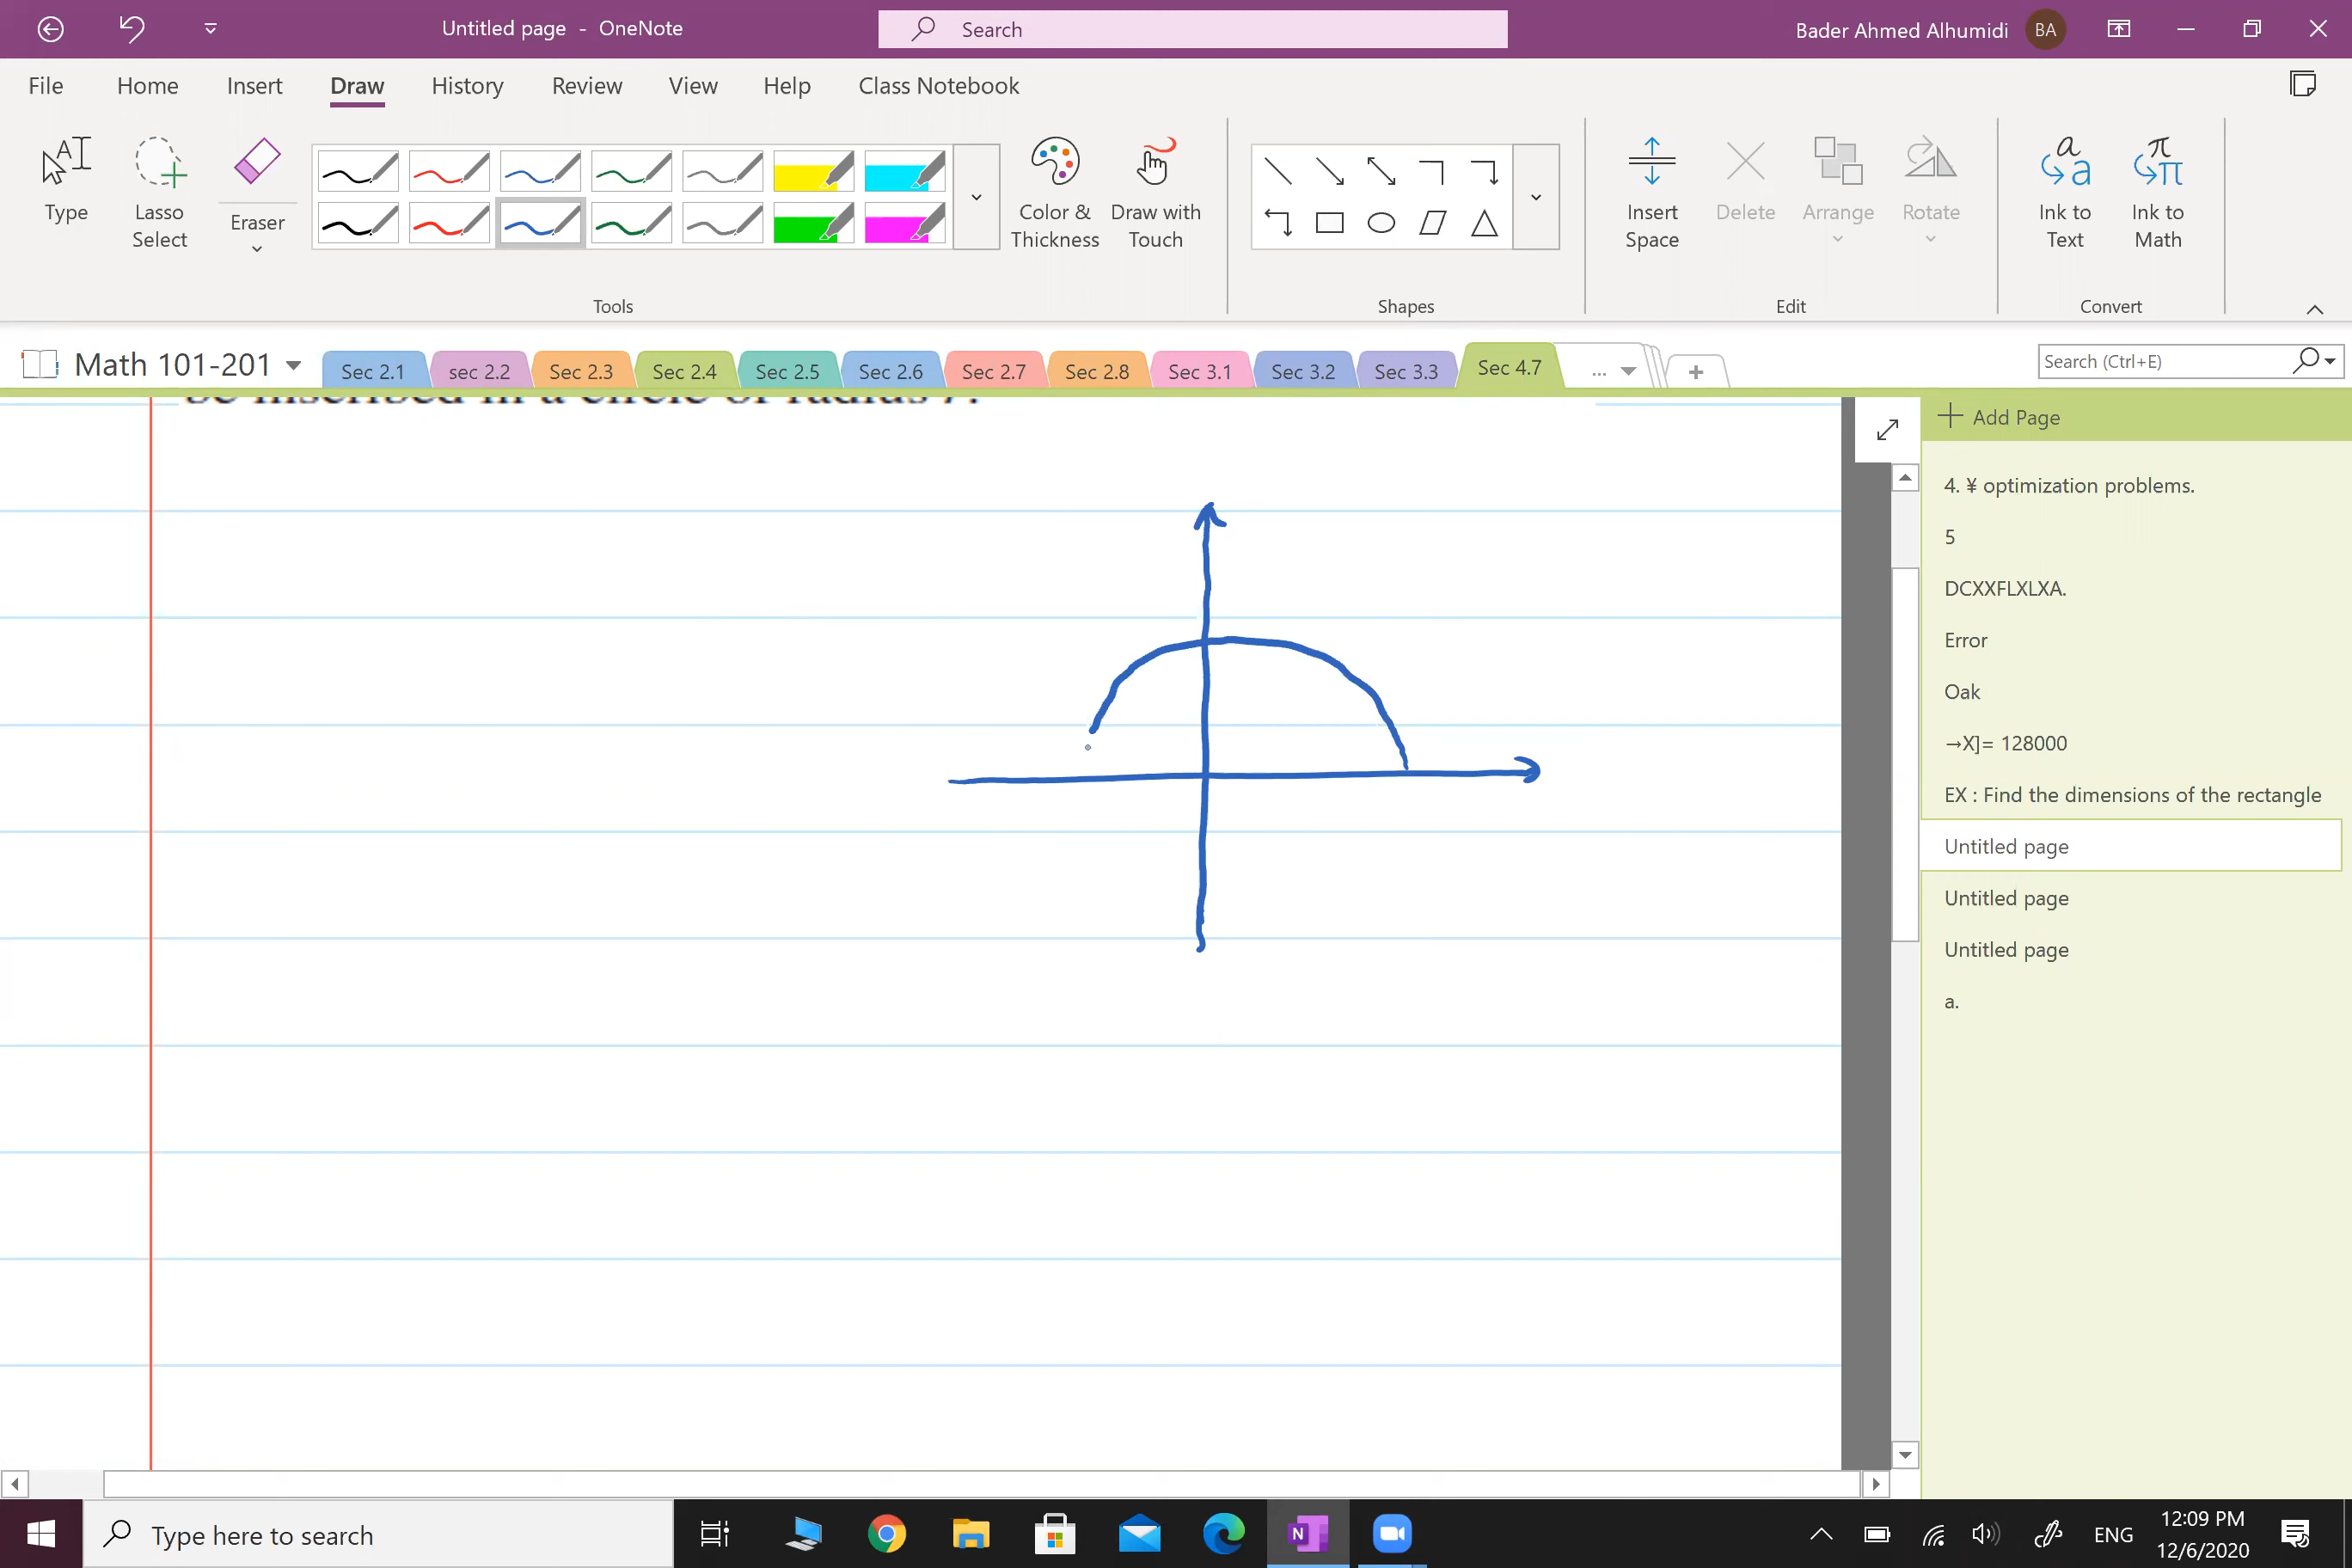 Untitled page - OneNote
Search
Bader Ahmed Alhumidi
BA
File Home Insert Draw History Review View Help Class Notebook
Type
Lasso Select
Eraser
Color & Thickness
Draw with Touch
Insert Space
Delete
Arrange
Rotate
Ink to Text
Ink to Math
Tools
Shapes
Edit
Convert
Math 101-201
Sec 2.1
sec 2.2
Sec 2.3
Sec 2.4
Sec 2.5
Sec 2.6
Sec 2.7
Sec 2.8
Sec 3.1
Sec 3.2
Sec 3.3
Sec 4.7
...
Search (Ctrl+E)
be inscribed in a circle of radius r.
Add Page
4. ¥ optimization problems.
5
DCXXFLXLXA.
Error
Oak
→X]= 128000
EX : Find the dimensions of the rectangle
Untitled page
Untitled page
Untitled page
a.
Type here to search
ENG
12:09 PM
12/6/2020